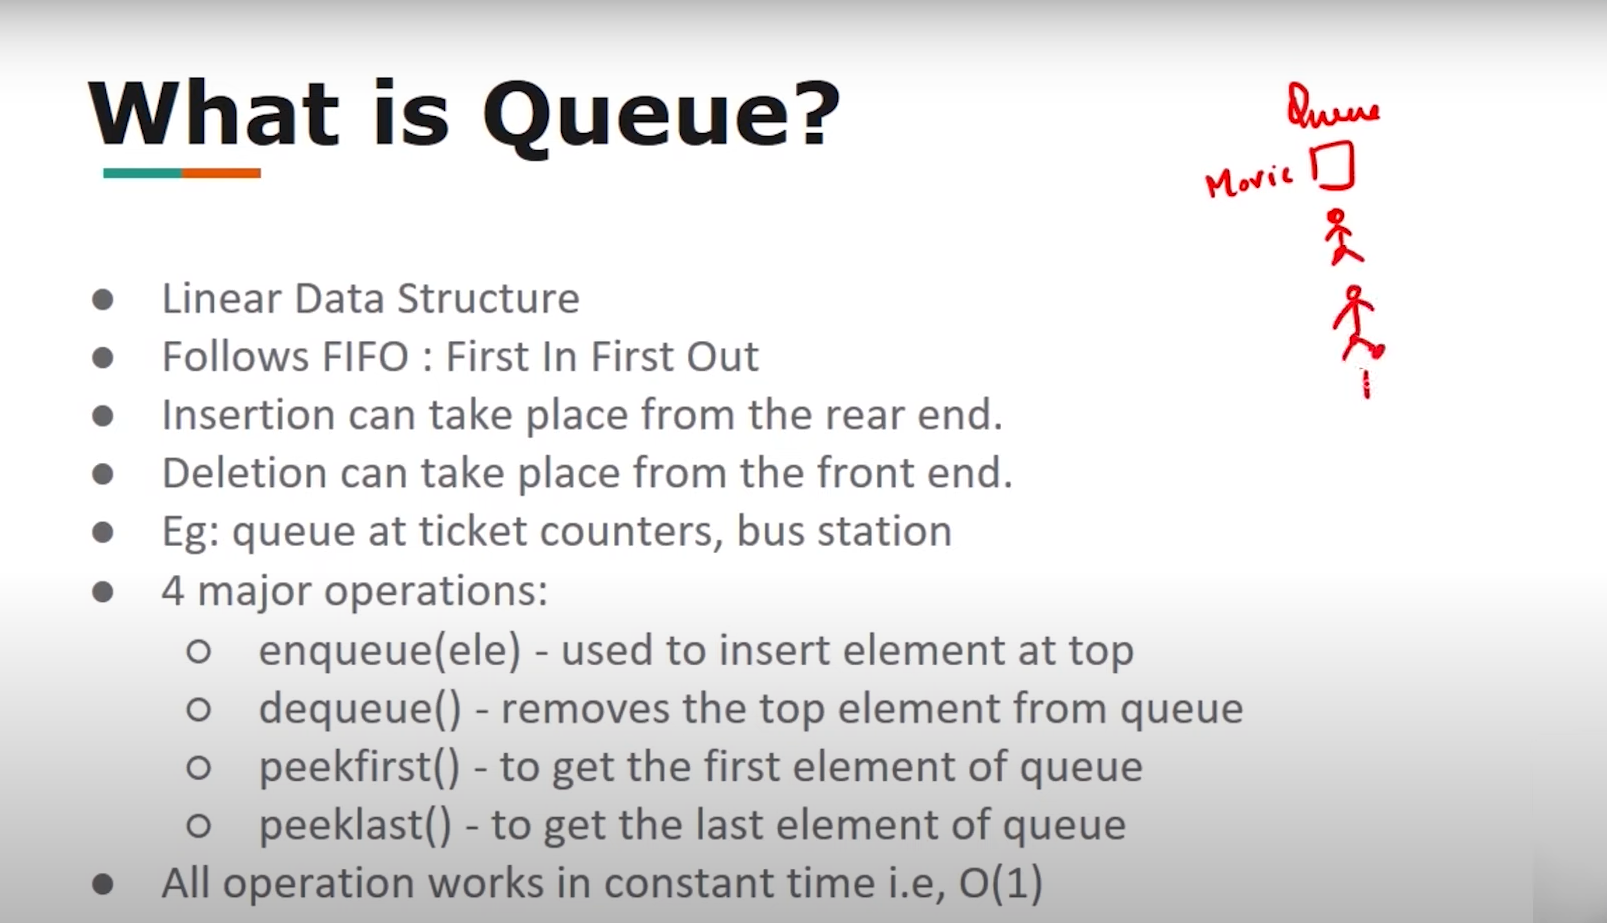 What is Queue?
Queue
Movie
● Linear Data Structure
● Follows FIFO : First In First Out
● Insertion can take place from the rear end.
● Deletion can take place from the front end.
● Eg: queue at ticket counters, bus station
● 4 major operations:
○ enqueue(ele) - used to insert element at top
○ dequeue() - removes the top element from queue
○ peekfirst() - to get the first element of queue
○ peeklast() - to get the last element of queue
● All operation works in constant time i.e, O(1)